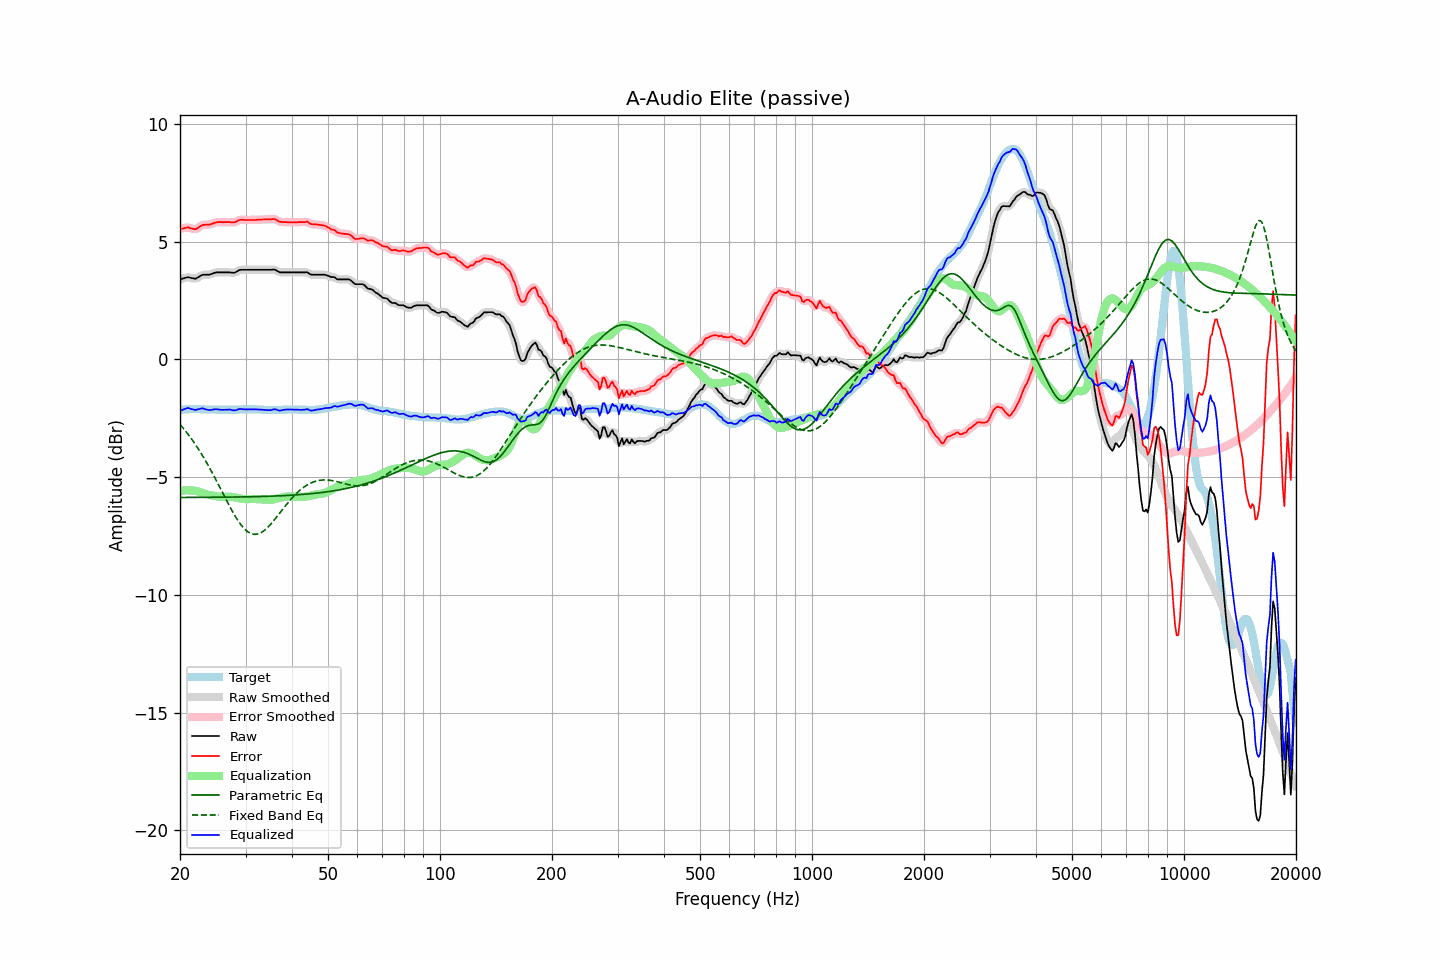 A-Audio Elite (passive)
10
5
0
−5
−10
−15
−20
Amplitude (dBr)
Target
Raw Smoothed
Error Smoothed
Raw
Error
Equalization
Parametric Eq
Fixed Band Eq
Equalized
20
50
100
200
500
1000
2000
5000
10000
20000
Frequency (Hz)